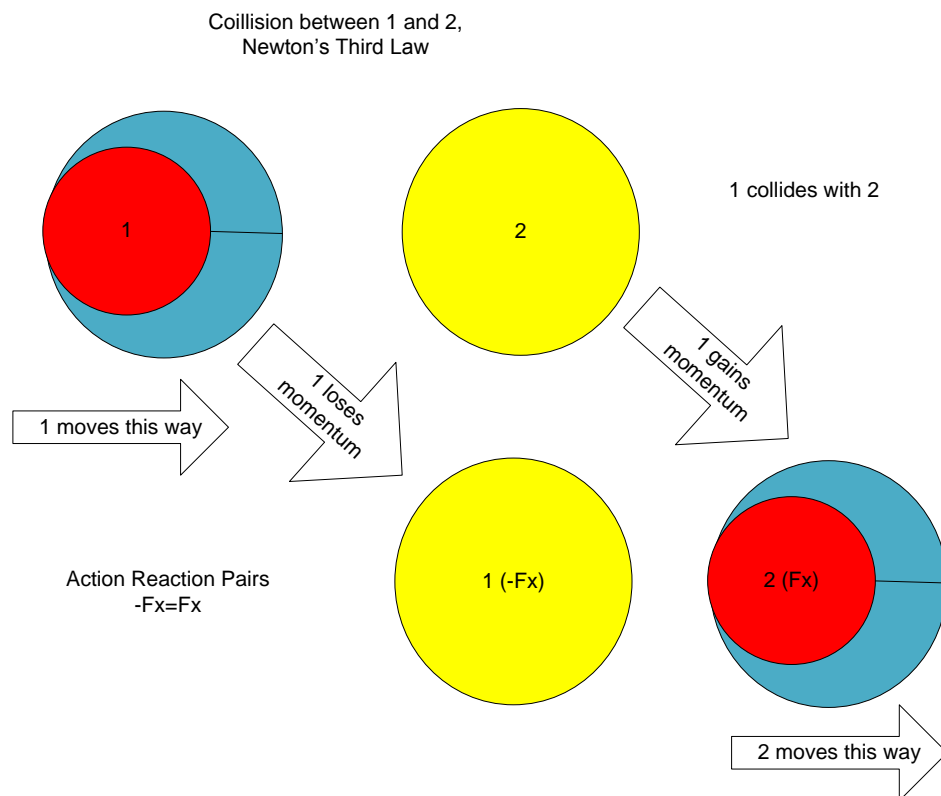 Coillision between 1 and 2,
Newton's Third Law
1
2
1 collides with 2
1 loses
momentum
1 gains
momentum
1 moves this way
Action Reaction Pairs
-Fx=Fx
1 (-Fx)
2 (Fx)
2 moves this way